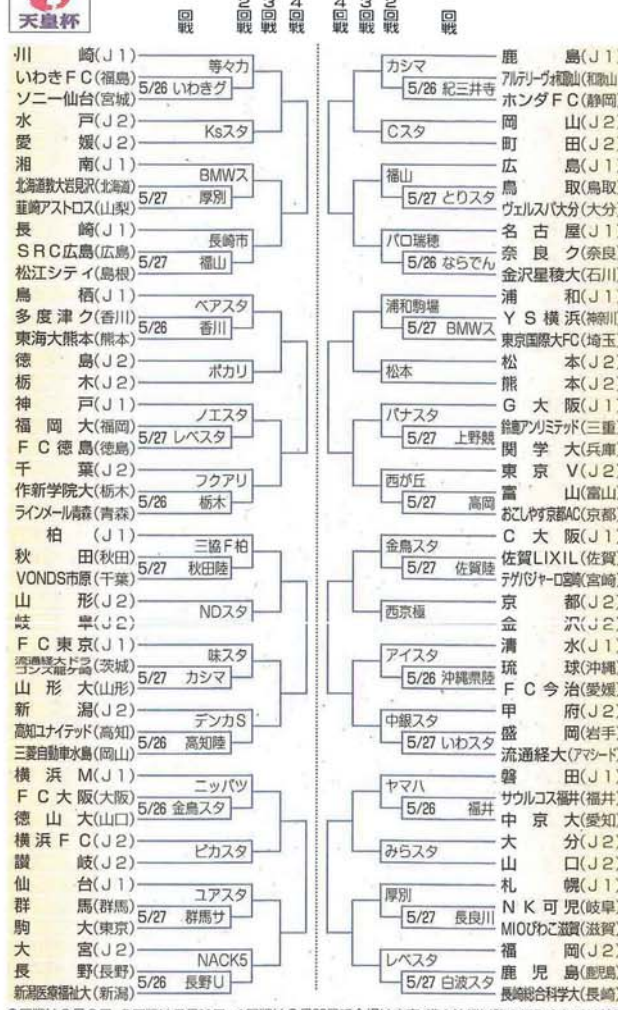 天皇杯
回戦 2回戦 3回戦 4回戦 4回戦 3回戦 2回戦 回戦
川崎(J1)
いわきFC(福島)
ソニー仙台(宮城)
等々力
5/26 いわきグ
水戸(J2)
愛媛(J2)
Ksスタ
湘南(J1)
北海道教大岩見沢(北海道)
韮崎アストロス(山梨)
BMWス
5/27 厚別
長崎(J1)
SRC広島(広島)
松江シティ(島根)
長崎市
5/27 福山
鳥栖(J1)
多度津ク(香川)
東海大熊本(熊本)
ベアスタ
5/26 香川
徳島(J2)
栃木(J2)
ポカリ
神戸(J1)
福岡大(福岡)
FC徳島(徳島)
ノエスタ
5/27 レベスタ
千葉(J2)
作新学院大(栃木)
ラインメール青森(青森)
フクアリ
5/26 栃木
柏(J1)
秋田(秋田)
VONDS市原(千葉)
三協F柏
5/27 秋田陸
山形(J2)
岐阜(J2)
NDスタ
FC東京(J1)
流通経大ドラゴンズ龍ケ崎(茨城)
山形大(山形)
味スタ
5/27 カシマ
新潟(J2)
高知ユナイテッド(高知)
三菱自動車水島(岡山)
デンカS
5/26 高知陸
横浜M(J1)
FC大阪(大阪)
徳山大(山口)
ニッパツ
5/26 金鳥スタ
横浜FC(J2)
讃岐(J2)
ピカスタ
仙台(J1)
群馬(群馬)
駒大(東京)
ユアスタ
5/27 群馬サ
大宮(J2)
長野(長野)
新潟医療福祉大(新潟)
NACK5
5/26 長野U
鹿島(J1)
アルテリーヴォ和歌山(和歌山)
ホンダFC(静岡)
カシマ
5/26 紀三井寺
岡山(J2)
町田(J2)
Cスタ
広島(J1)
鳥取(鳥取)
ヴェルスパ大分(大分)
福山
5/27 とりスタ
名古屋(J1)
奈良ク(奈良)
金沢星稜大(石川)
パロ瑞穂
5/26 ならでん
浦和(J1)
YS横浜(神奈川)
東京国際大FC(埼玉)
浦和駒場
5/27 BMWス
松本(J2)
熊本(J2)
松本
G大阪(J1)
鈴鹿アンリミテッド(三重)
関学大(兵庫)
パナスタ
5/27 上野競
東京V(J2)
富山(富山)
おこしやす京都AC(京都)
西が丘
5/27 高岡
C大阪(J1)
佐賀LIXIL(佐賀)
テゲバジャーロ宮崎(宮崎)
金鳥スタ
5/27 佐賀陸
京都(J2)
金沢(J2)
西京極
清水(J1)
琉球(沖縄)
FC今治(愛媛)
アイスタ
5/26 沖縄県陸
甲府(J2)
盛岡(岩手)
流通経大(アマシード)
中銀スタ
5/27 いわスタ
磐田(J1)
サウルコス福井(福井)
中京大(愛知)
ヤマハ
5/26 福井
大分(J2)
山口(J2)
みらスタ
札幌(J1)
NK可児(岐阜)
MIOびわこ滋賀(滋賀)
厚別
5/27 長良川
福岡(J2)
鹿児島(鹿児島)
長崎総合科学大(長崎)
レベスタ
5/27 白波スタ